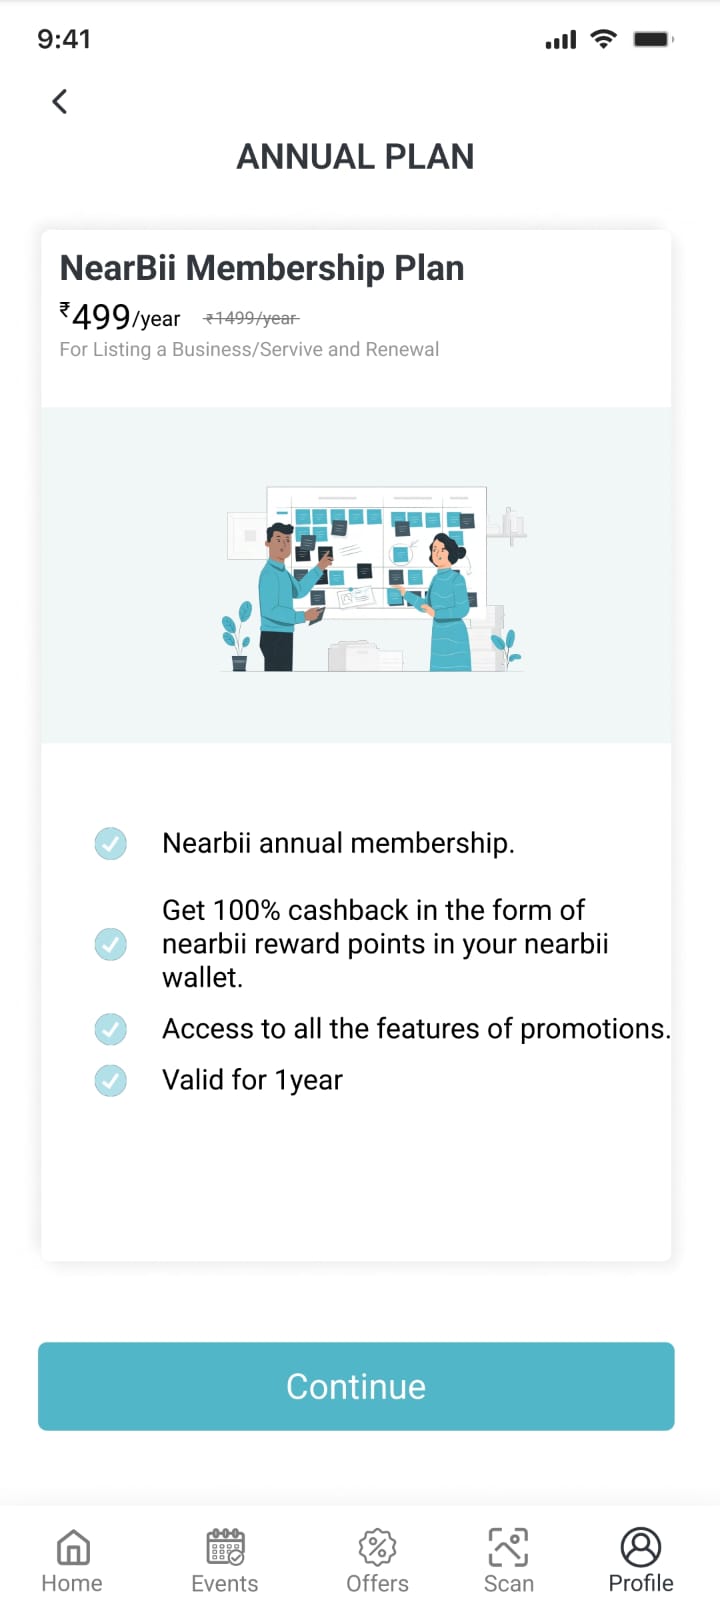 9:41
ANNUAL PLAN
NearBii Membership Plan
₹499/year ₹1499/year
For Listing a Business/Servive and Renewal
Nearbii annual membership.
Get 100% cashback in the form of
nearbii reward points in your nearbii
wallet.
Access to all the features of promotions.
Valid for 1year
Continue
Home Events Offers Scan Profile